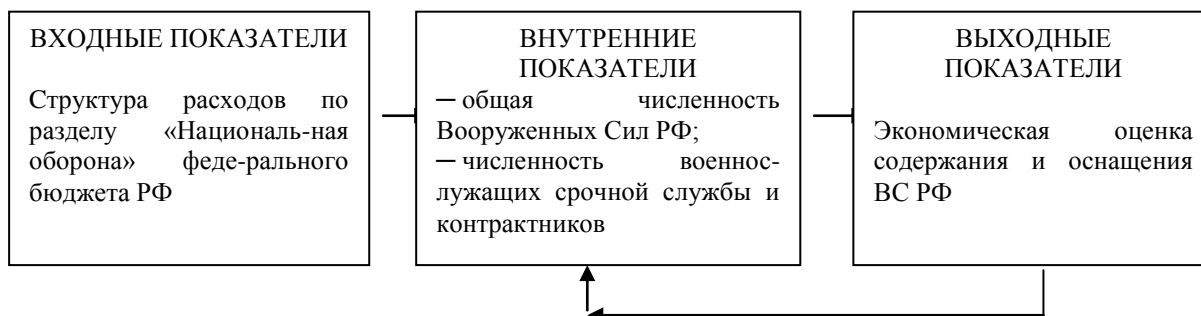 ВХОДНЫЕ ПОКАЗАТЕЛИ
Структура расходов по
разделу «Националь-ная
оборона» феде-рального
бюджета РФ
ВНУТРЕННИЕ
ПОКАЗАТЕЛИ
— общая численность
Вооруженных Сил РФ;
— численность военнос-
лужащих срочной службы и
контрактников
ВЫХОДНЫЕ
ПОКАЗАТЕЛИ
Экономическая оценка
содержания и оснащения
ВС РФ